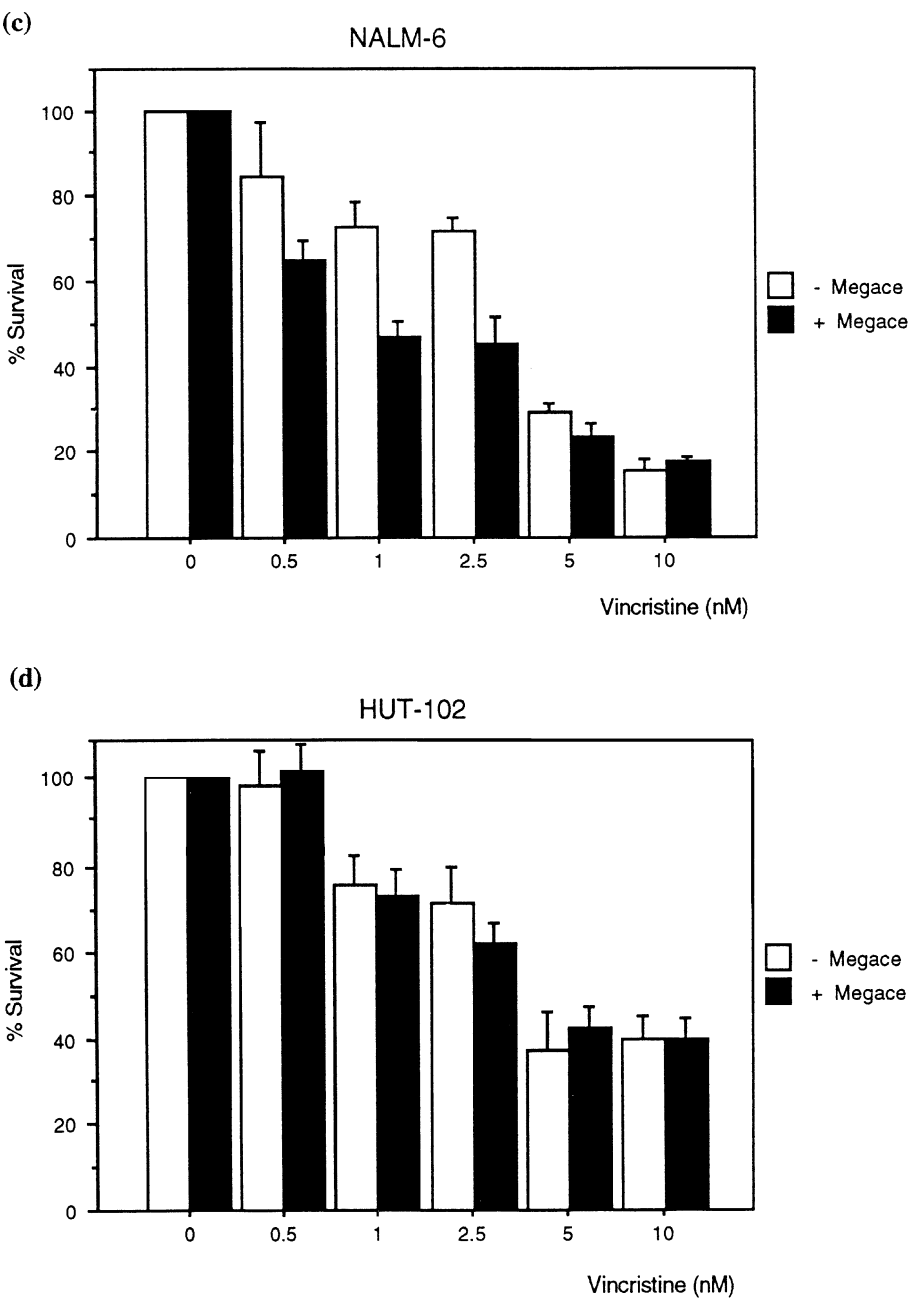 (c)
NALM-6
100
80
60
40
20
0
% Survival
0 0.5 1 2.5 5 10
Vincristine (nM)
- Megace
+ Megace
(d)
HUT-102
100
80
60
40
20
0
% Survival
0 0.5 1 2.5 5 10
Vincristine (nM)
- Megace
+ Megace